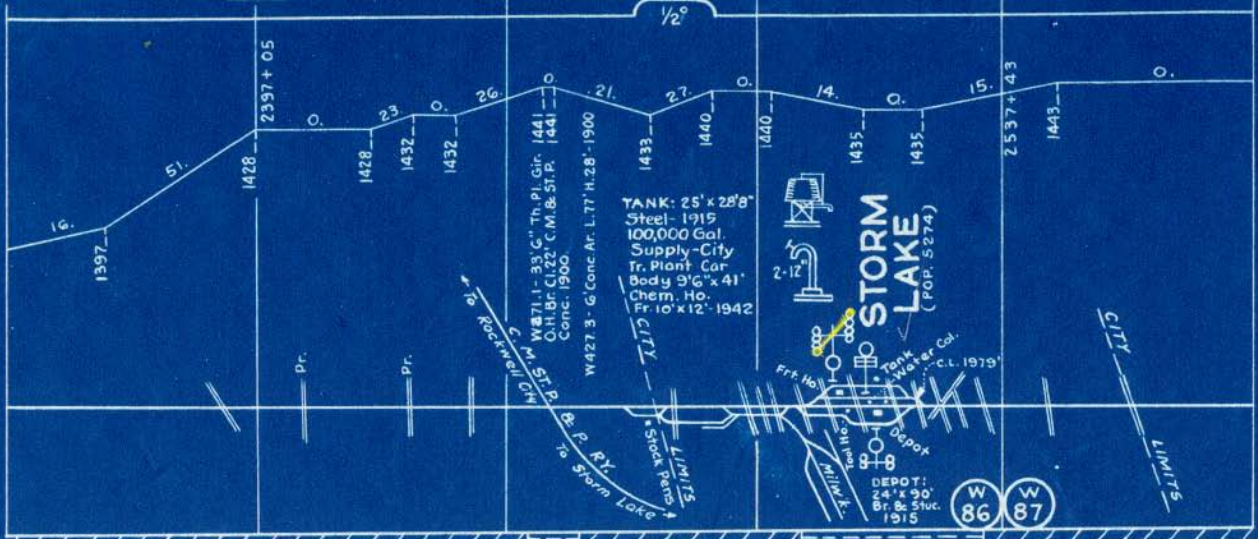 1/2°
16.
51.
0.
23
0.
26.
0.
.21.
27.
0.
14.
0.
15.
0.
1397
2397 + 05
1428
1428
1432
1432
1441
1441
1433
1440
1440
1435
1435
2537 + 43
1443
W 871.1 - 33'6" Th. Pl. Gir.
O.H. Br. Cl. 22' C.M. & ST. P.
Conc. 1900.
W 427.3 - 6' Conc. Ar. L. 77' H. 28' - 1900
TANK: 25' x 28'8"
Steel - 1915
100,000 Gal.
Supply - City
Tr. Plant Car
Body 9'6" x 41'
Chem. Ho.
Fr. 10' x 12' - 1942
2-12"
STORM
LAKE
(POP. 5274)
Pr.
Pr.
To Rockwell City
C. M. ST. P. & P. RY.
To Storm Lake
CITY
LIMITS
Stock Pens
Frt. Ho.
Tank
Water Col.
C.L. 1979'
Tool Ho.
Depot
Milw'k.
DEPOT:
24' x 90'
Br. & Stuc.
1915
W
86
W
87
CITY
LIMITS